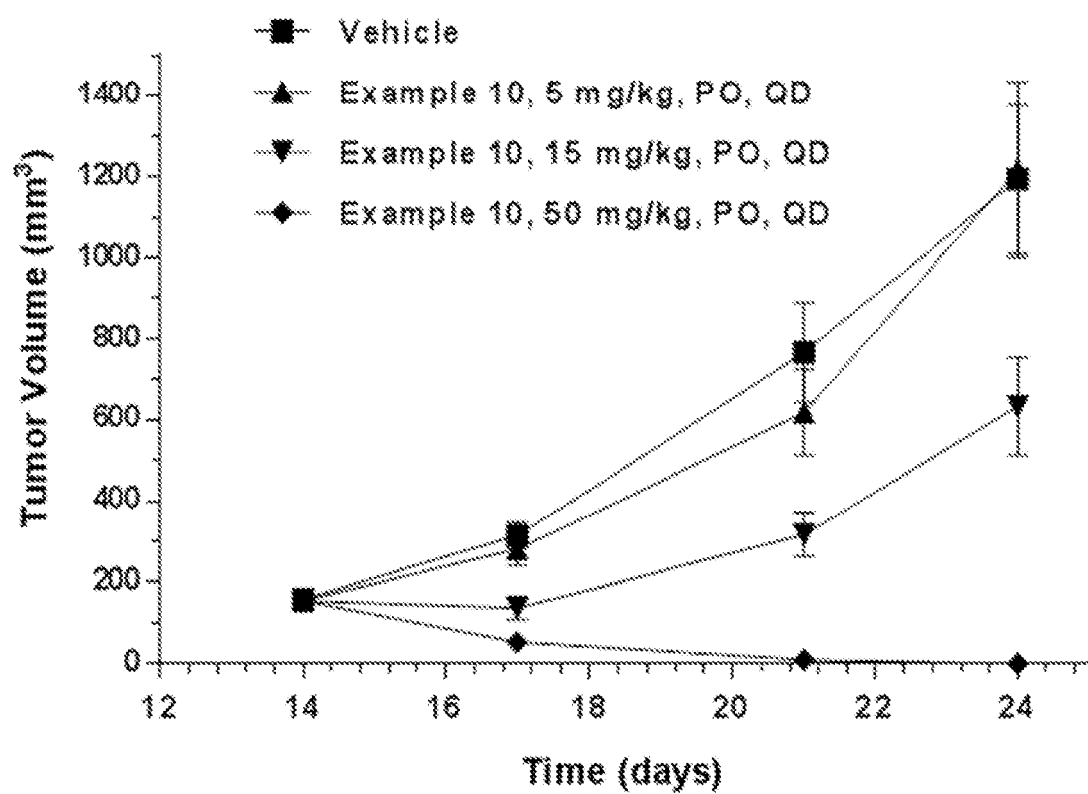 Vehicle
Example 10, 5 mg/kg, PO, QD
Example 10, 15 mg/kg, PO, QD
Example 10, 50 mg/kg, PO, QD
Tumor Volume (mm³)
1400
1200
1000
800
600
400
200
0
12 14 16 18 20 22 24
Time (days)